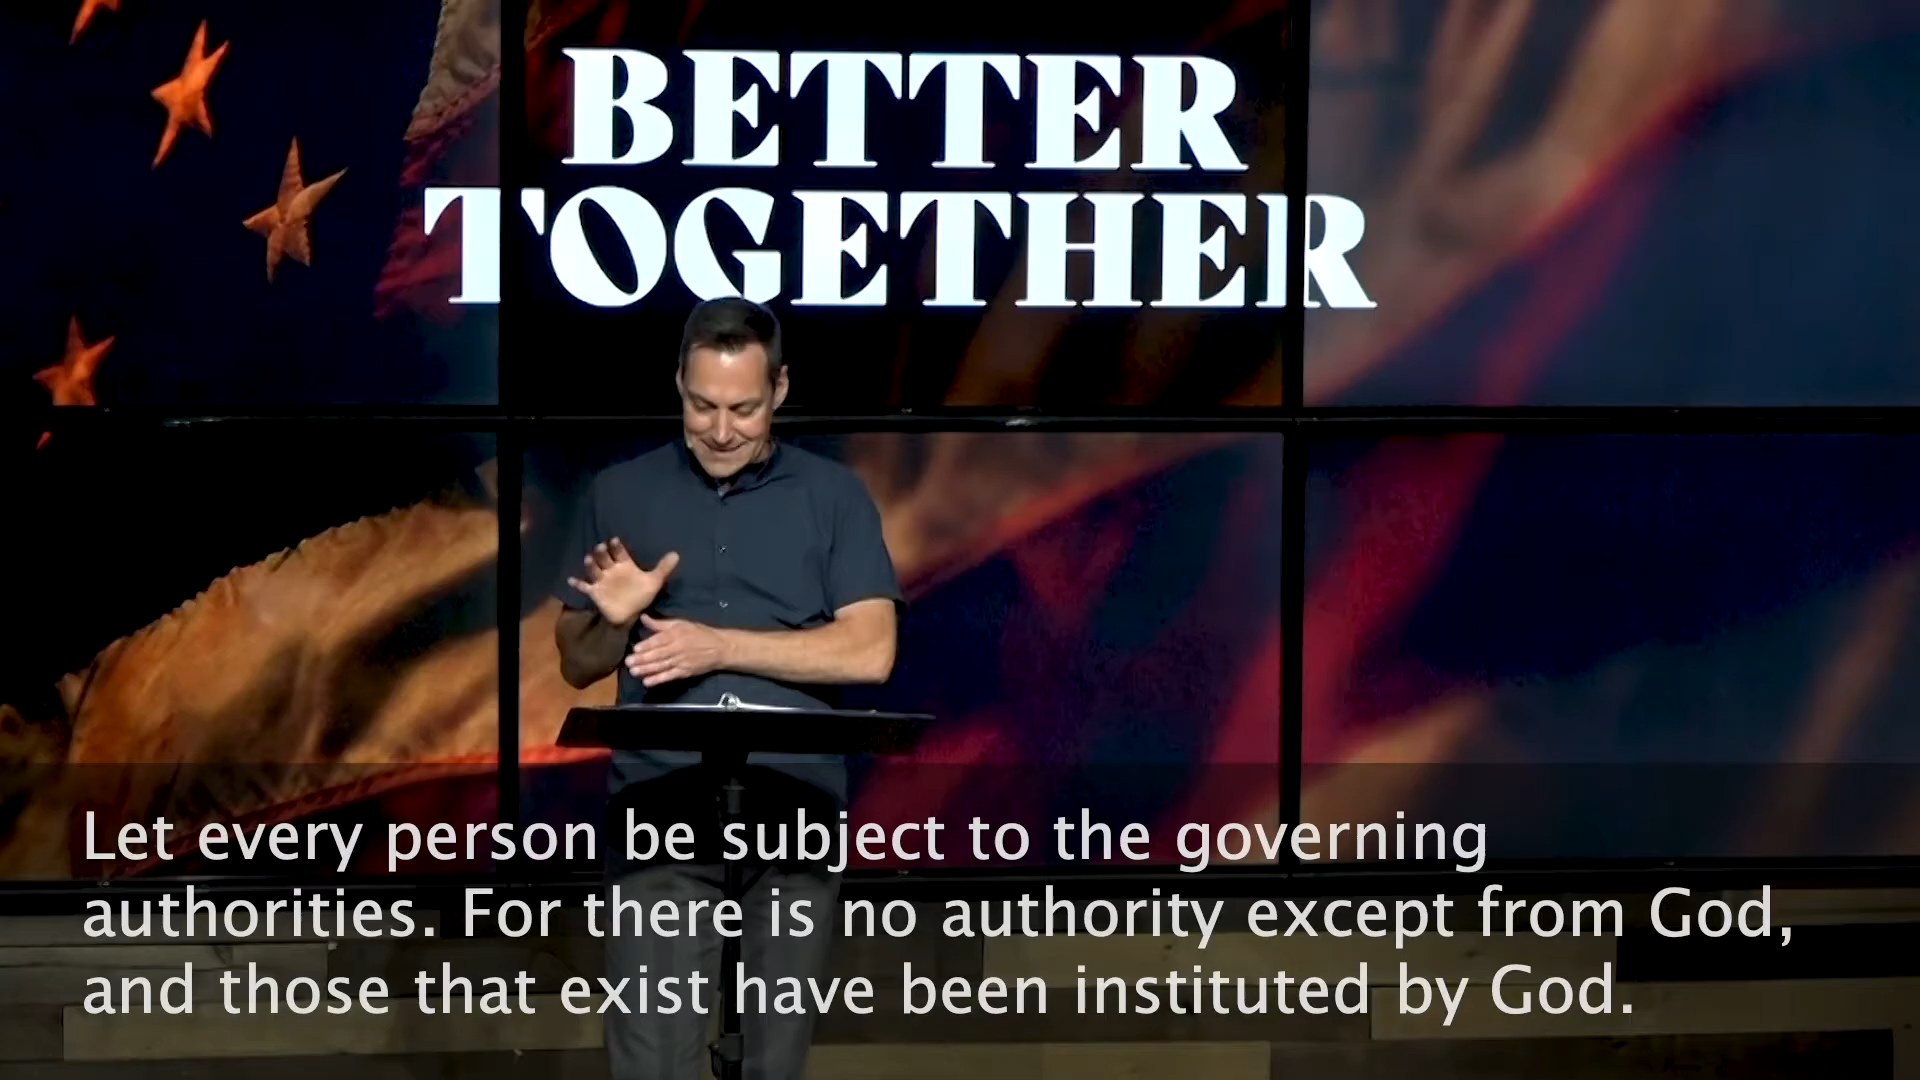 BETTER
TOGETHER
Let every person be subject to the governing
authorities. For there is no authority except from God,
and those that exist have been instituted by God.